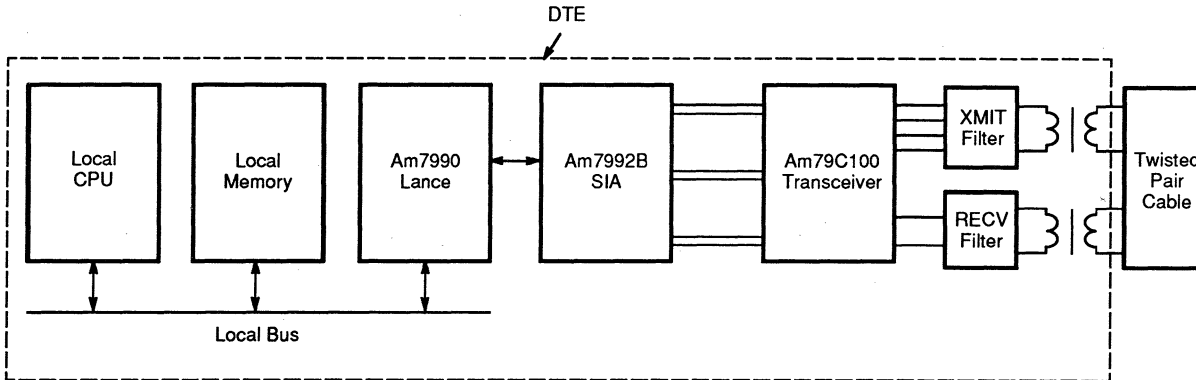 DTE
Local
CPU
Local
Memory
Am7990
Lance
Am7992B
SIA
Am79C100
Transceiver
XMIT
Filter
RECV
Filter
Twisted
Pair
Cable
Local Bus